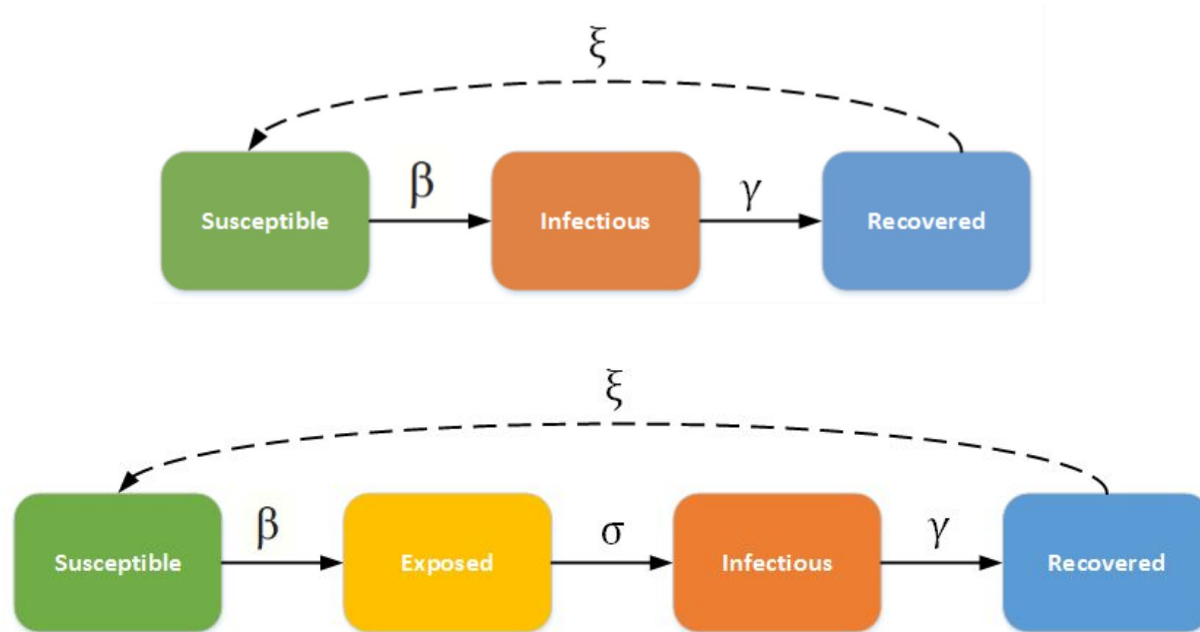 ξ
β
γ
Susceptible
Infectious
Recovered
ξ
β
σ
γ
Susceptible
Exposed
Infectious
Recovered